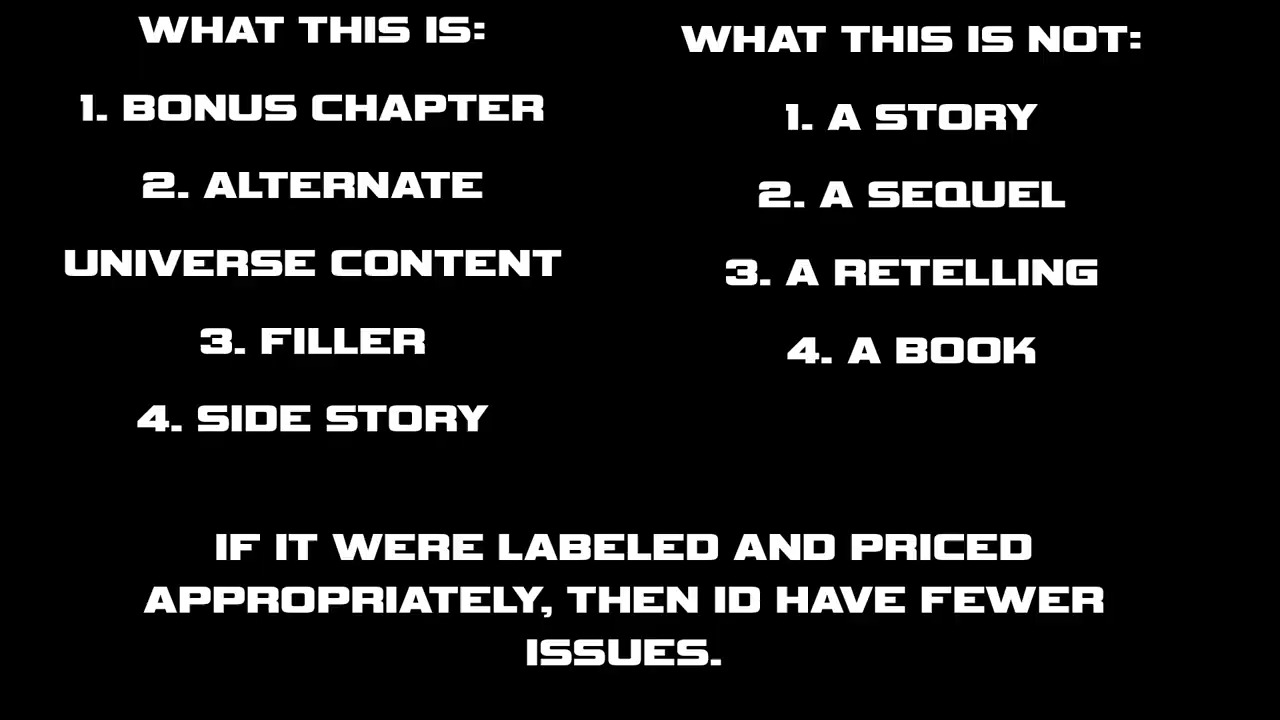 WHAT THIS IS:
1. BONUS CHAPTER
2. ALTERNATE
UNIVERSE CONTENT
3. FILLER
4. SIDE STORY
WHAT THIS IS NOT:
1. A STORY
2. A SEQUEL
3. A RETELLING
4. A BOOK
IF IT WERE LABELED AND PRICED
APPROPRIATELY, THEN ID HAVE FEWER
ISSUES.